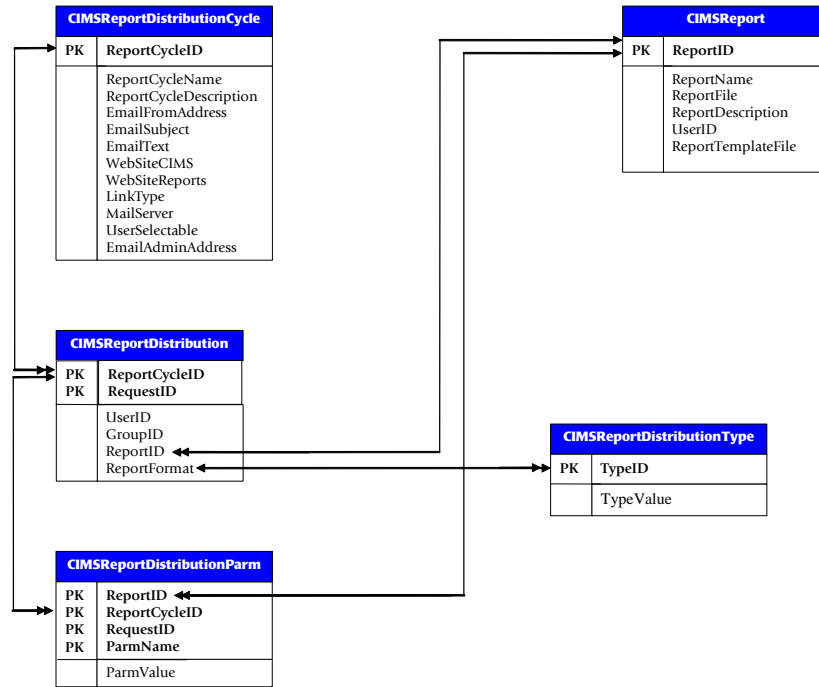 CIMSReportDistributionCycle
PK ReportCycleID
ReportCycleName
ReportCycleDescription
EmailFromAddress
EmailSubject
EmailText
WebSiteCIMS
WebSiteReports
LinkType
MailServer
UserSelectable
EmailAdminAddress
CIMSReport
PK ReportID
ReportName
ReportFile
ReportDescription
UserID
ReportTemplateFile
CIMSReportDistribution
PK ReportCycleID
PK RequestID
UserID
GroupID
ReportID
ReportFormat
CIMSReportDistributionType
PK TypeID
TypeValue
CIMSReportDistributionParm
PK ReportID
PK ReportCycleID
PK RequestID
PK ParmName
ParmValue